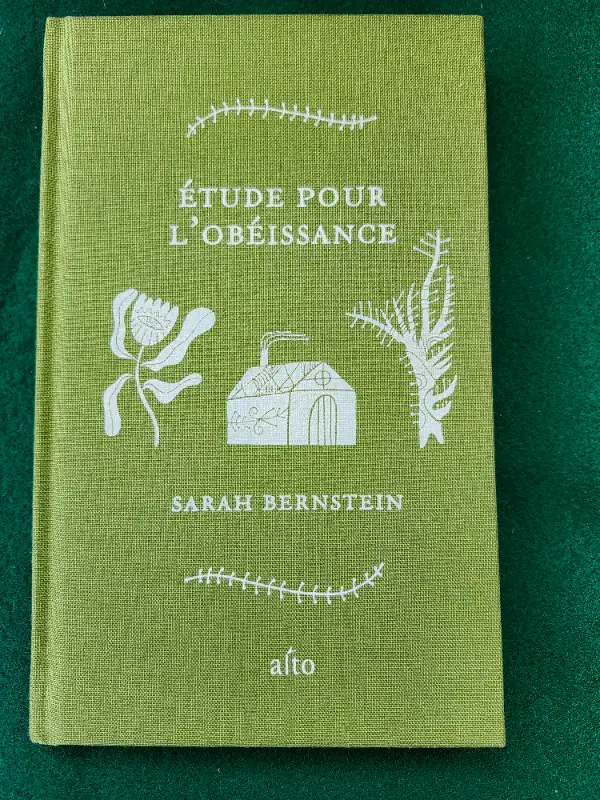 ÉTUDE POUR
L'OBÉISSANCE
SARAH BERNSTEIN
alto